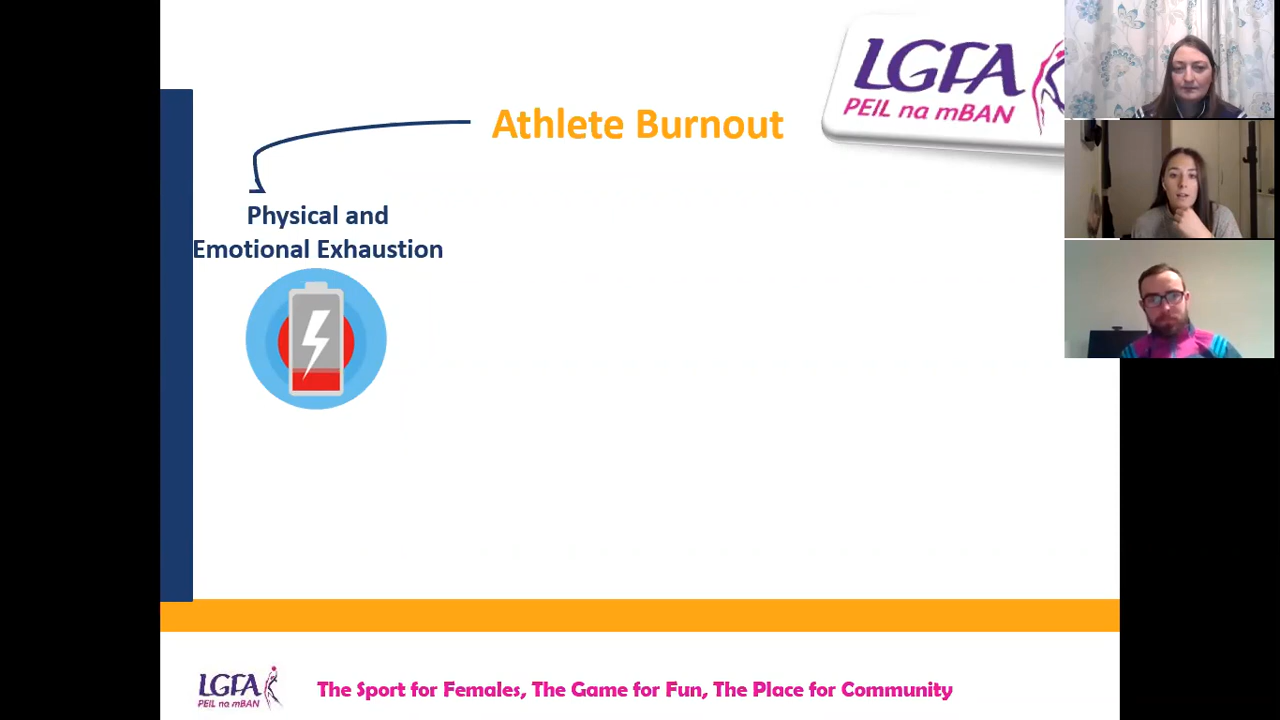 LGFA
PEIL na mBAN
Athlete Burnout
Physical and
Emotional Exhaustion
LGFA
PEIL na mBAN
The Sport for Females, The Game for Fun, The Place for Community